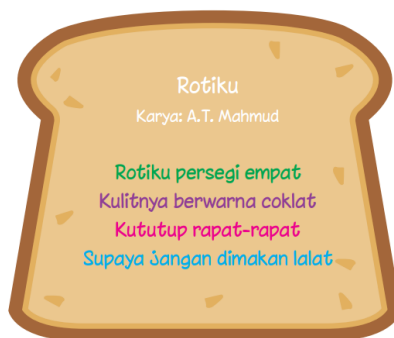 Rotiku
Karya: A.T. Mahmud
Rotiku persegi empat
Kulitnya berwarna coklat
Kututup rapat-rapat
Supaya jangan dimakan lalat